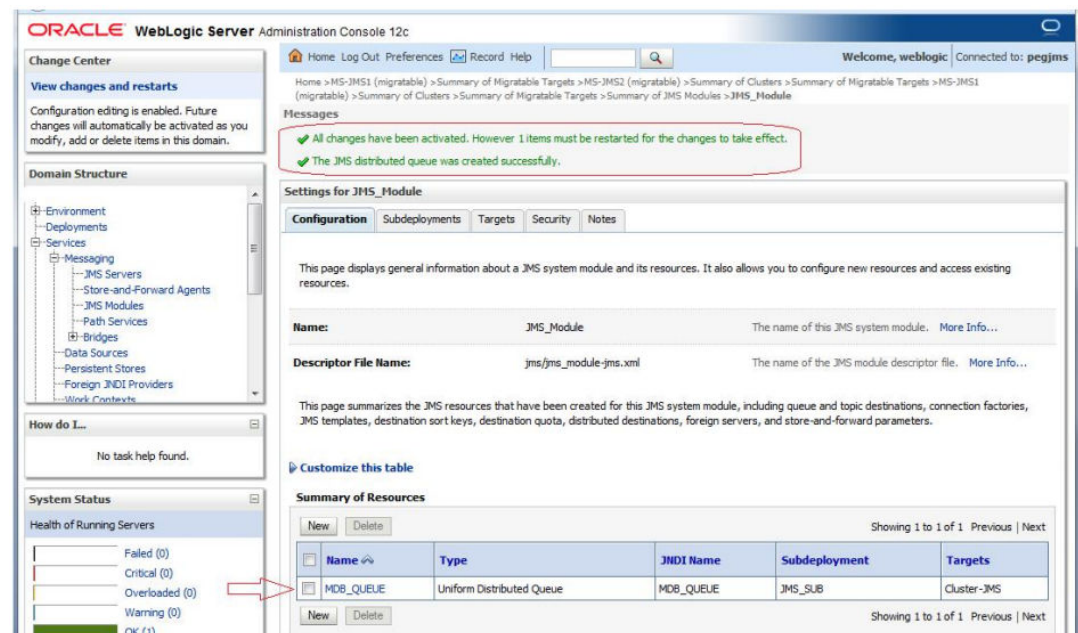 ORACLE WebLogic Server Administration Console 12c
Change Center
View changes and restarts
Configuration editing is enabled. Future
changes will automatically be activated as you
modify, add or delete items in this domain.
Domain Structure
Environment
Deployments
Services
Messaging
JMS Servers
Store-and-Forward Agents
JMS Modules
Path Services
Bridges
Data Sources
Persistent Stores
Foreign JNDI Providers
Work Contexts
How do I...
No task help found.
System Status
Health of Running Servers
Failed (0)
Critical (0)
Overloaded (0)
Warning (0)
OK (1)
Home Log Out Preferences Record Help
Welcome, weblogic Connected to: pegjms
Home >MS-JMS1 (migratable) >Summary of Migratable Targets >MS-JMS2 (migratable) >Summary of Clusters >Summary of Migratable Targets >MS-JMS1
(migratable) >Summary of Clusters >Summary of Migratable Targets >Summary of JMS Modules >JMS_Module
Messages
All changes have been activated. However 1 items must be restarted for the changes to take effect.
The JMS distributed queue was created successfully.
Settings for JMS_Module
Configuration Subdeployments Targets Security Notes
This page displays general information about a JMS system module and its resources. It also allows you to configure new resources and access existing
resources.
Name: JMS_Module The name of this JMS system module. More Info...
Descriptor File Name: jms/jms_module-jms.xml The name of the JMS module descriptor file. More Info...
This page summarizes the JMS resources that have been created for this JMS system module, including queue and topic destinations, connection factories,
JMS templates, destination sort keys, destination quota, distributed destinations, foreign servers, and store-and-forward parameters.
Customize this table
Summary of Resources
New Delete Showing 1 to 1 of 1 Previous | Next
Name Type JNDI Name Subdeployment Targets
MDB_QUEUE Uniform Distributed Queue MDB_QUEUE JMS_SUB Cluster-JMS
New Delete Showing 1 to 1 of 1 Previous | Next